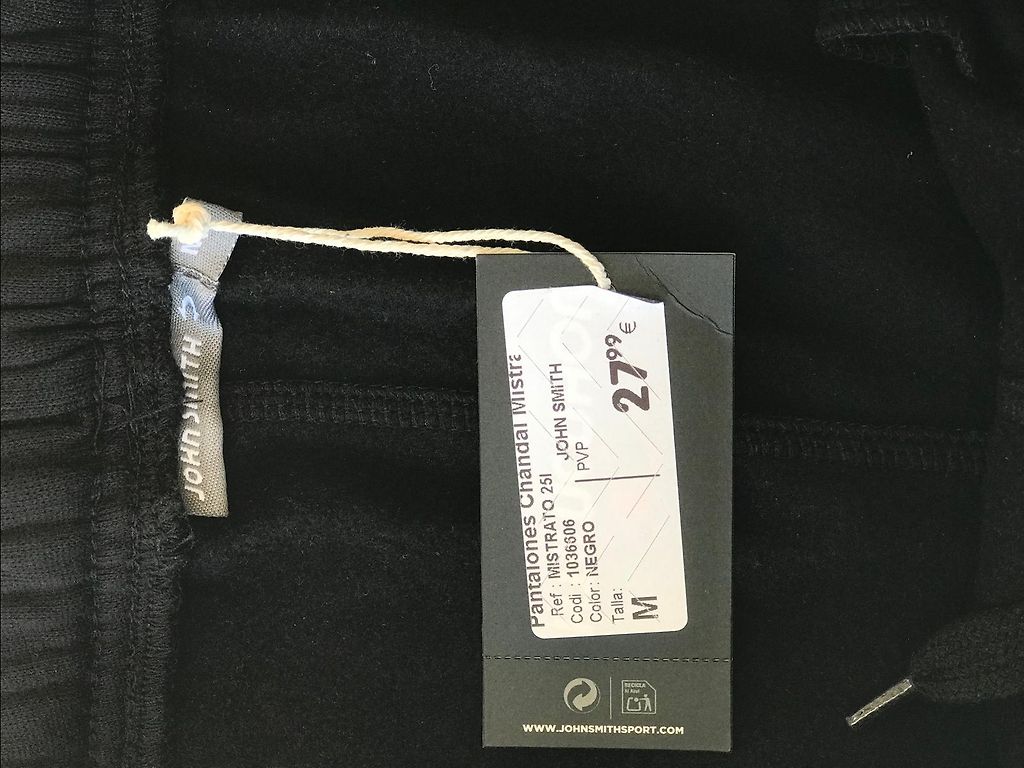 JOHN SMITH
Pantalones Chandal Mistra
Ref : MISTRATO 25I JOHN SMITH
Codi : 1036606 PVP
Color: NEGRO 27,99 €
Talla:
M
RECICLA
WWW.JOHNSMITHSPORT.COM